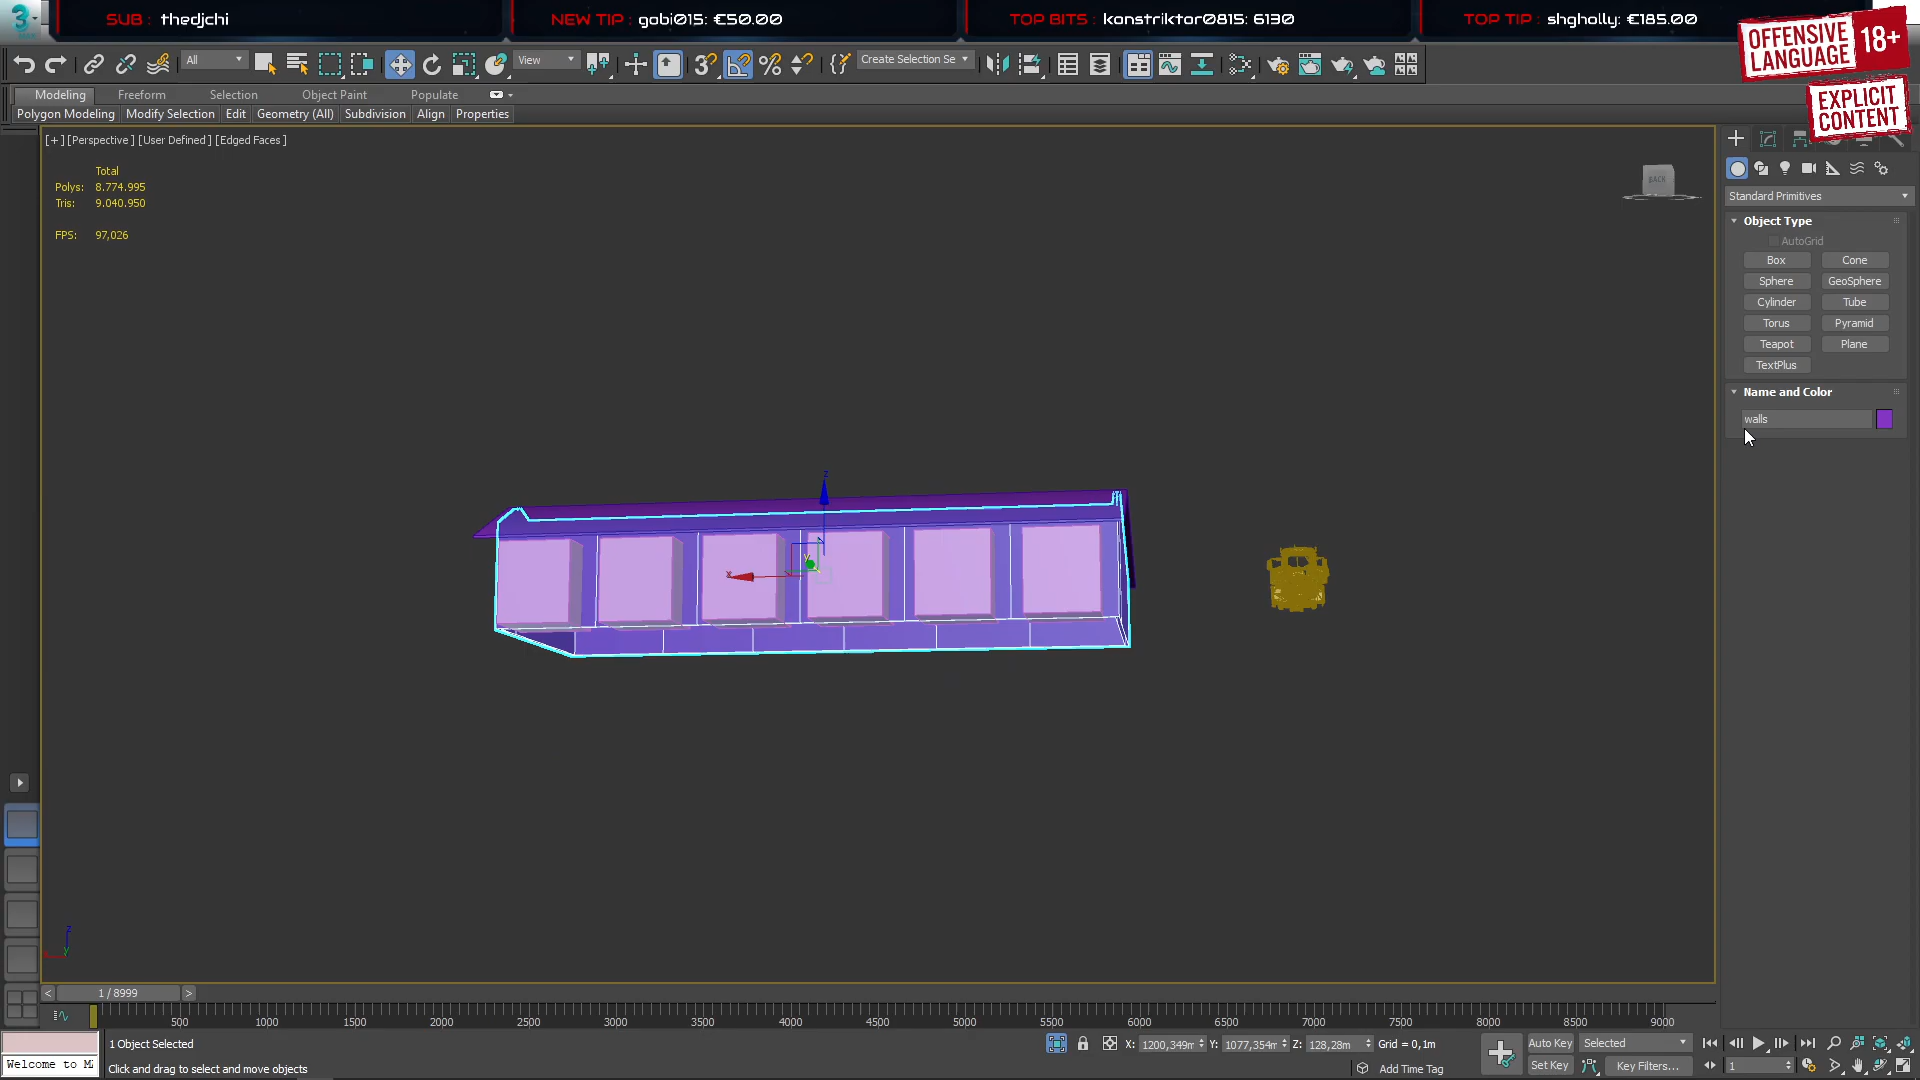 SUB : thedjchi
NEW TIP : gabi015: €50.00
TOP BITS : konstriktor0815: 6130
TOP TIP : shgholly: €185.00
OFFENSIVE LANGUAGE 18+
EXPLICIT CONTENT
All
View
Create Selection Se
Modeling Freeform Selection Object Paint Populate
Polygon Modeling Modify Selection Edit Geometry (All) Subdivision Align Properties
[+] [Perspective] [User Defined] [Edged Faces]
Total
Polys: 8.774.995
Tris: 9.040.950
FPS: 97,026
BACK
Standard Primitives
Object Type
AutoGrid
Box Cone
Sphere GeoSphere
Cylinder Tube
Torus Pyramid
Teapot Plane
TextPlus
Name and Color
walls
z
x
y
z
y
1 / 8999
500 1000 1500 2000 2500 3000 3500 4000 4500 5000 5500 6000 6500 7000 7500 8000 8500 9000
1 Object Selected
X: 1200,349m Y: 1077,354m Z: 128,28m Grid = 0,1m
Auto Key Selected
Welcome to M
Click and drag to select and move objects
Add Time Tag
Set Key Key Filters...
1